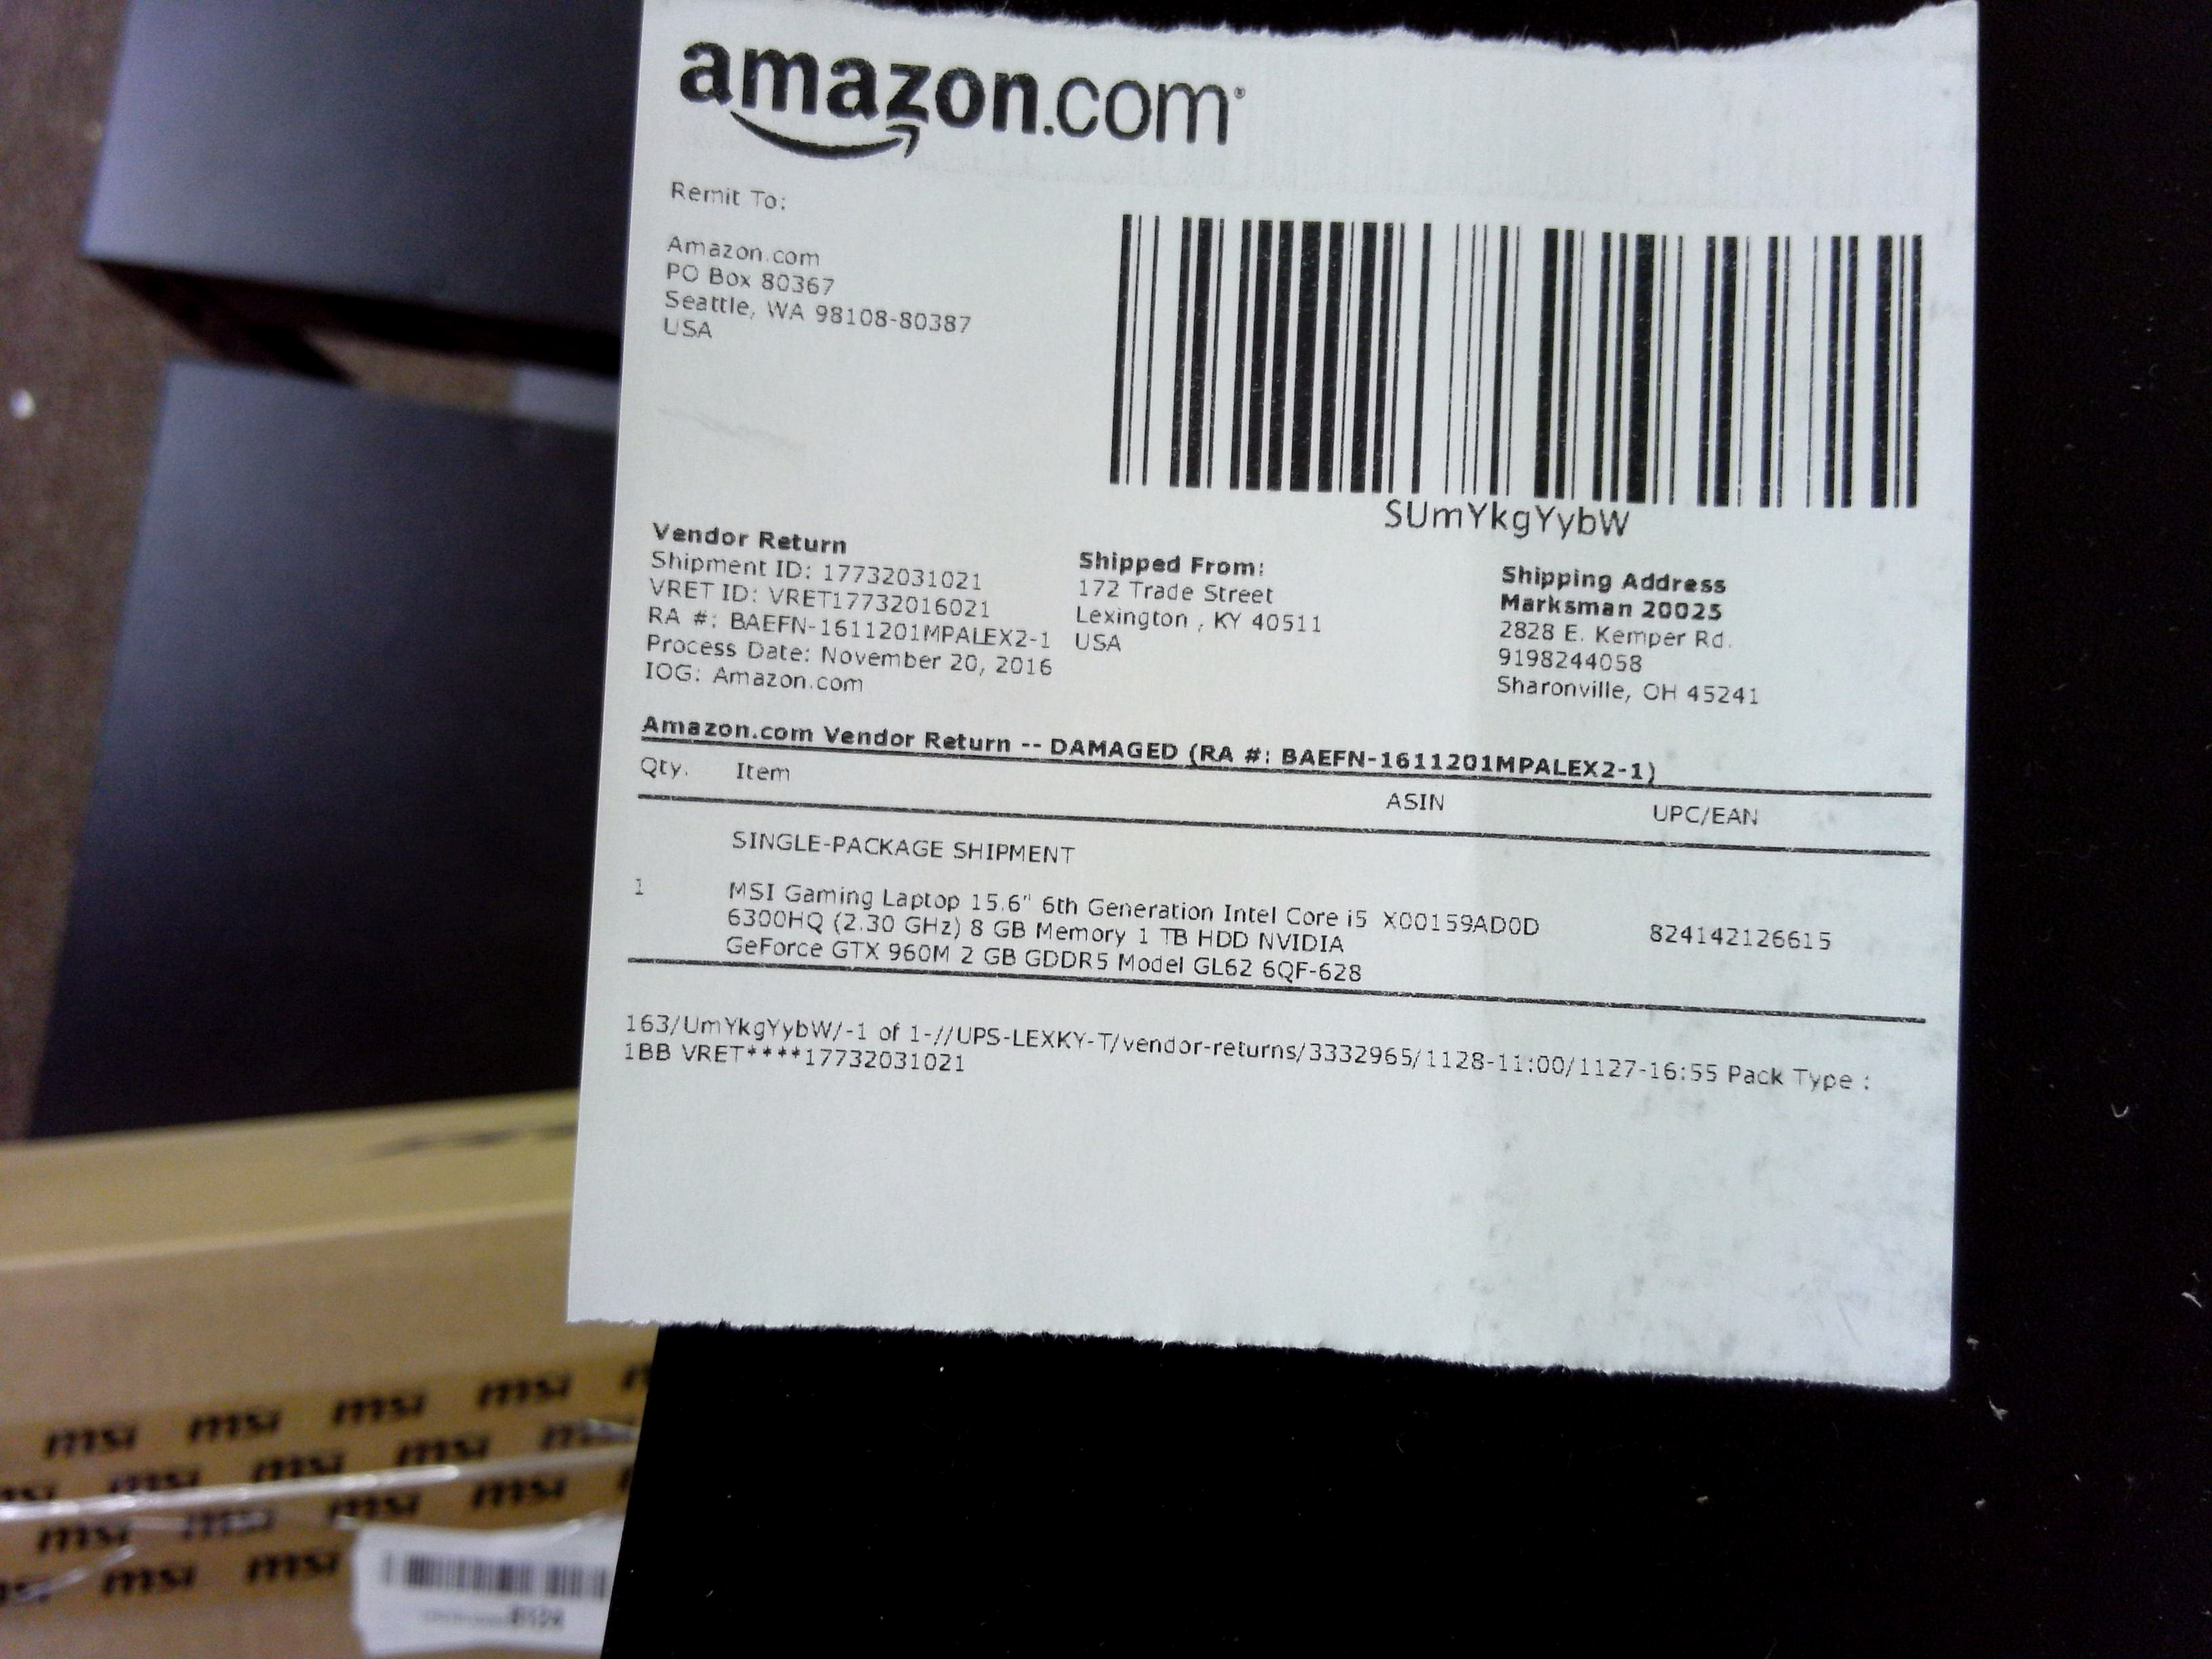 amazon.com
Remit To:
Amazon.com
PO Box 80367
Seattle, WA 98108-80387
USA
SUmYkgYybW
Vendor Return
Shipment ID: 17732031021
VRET ID: VRET17732016021
RA #: BAEFN-1611201MPALEX2-1
Process Date: November 20, 2016
IOG: Amazon.com
Shipped From:
172 Trade Street
Lexington , KY 40511
USA
Shipping Address
Marksman 20025
2828 E. Kemper Rd.
9198244058
Sharonville, OH 45241
Amazon.com Vendor Return -- DAMAGED (RA #: BAEFN-1611201MPALEX2-1)
Qty. Item ASIN UPC/EAN
SINGLE-PACKAGE SHIPMENT
1 MSI Gaming Laptop 15.6" 6th Generation Intel Core i5 X00159AD0D 824142126615
6300HQ (2.30 GHz) 8 GB Memory 1 TB HDD NVIDIA
GeForce GTX 960M 2 GB GDDR5 Model GL62 6QF-628
163/UmYkgYybW/-1 of 1-//UPS-LEXKY-T/vendor-returns/3332965/1128-11:00/1127-16:55 Pack Type :
1BB VRET****17732031021
msi msi msi msi
msi msi msi msi
msi msi msi msi
msi msi msi